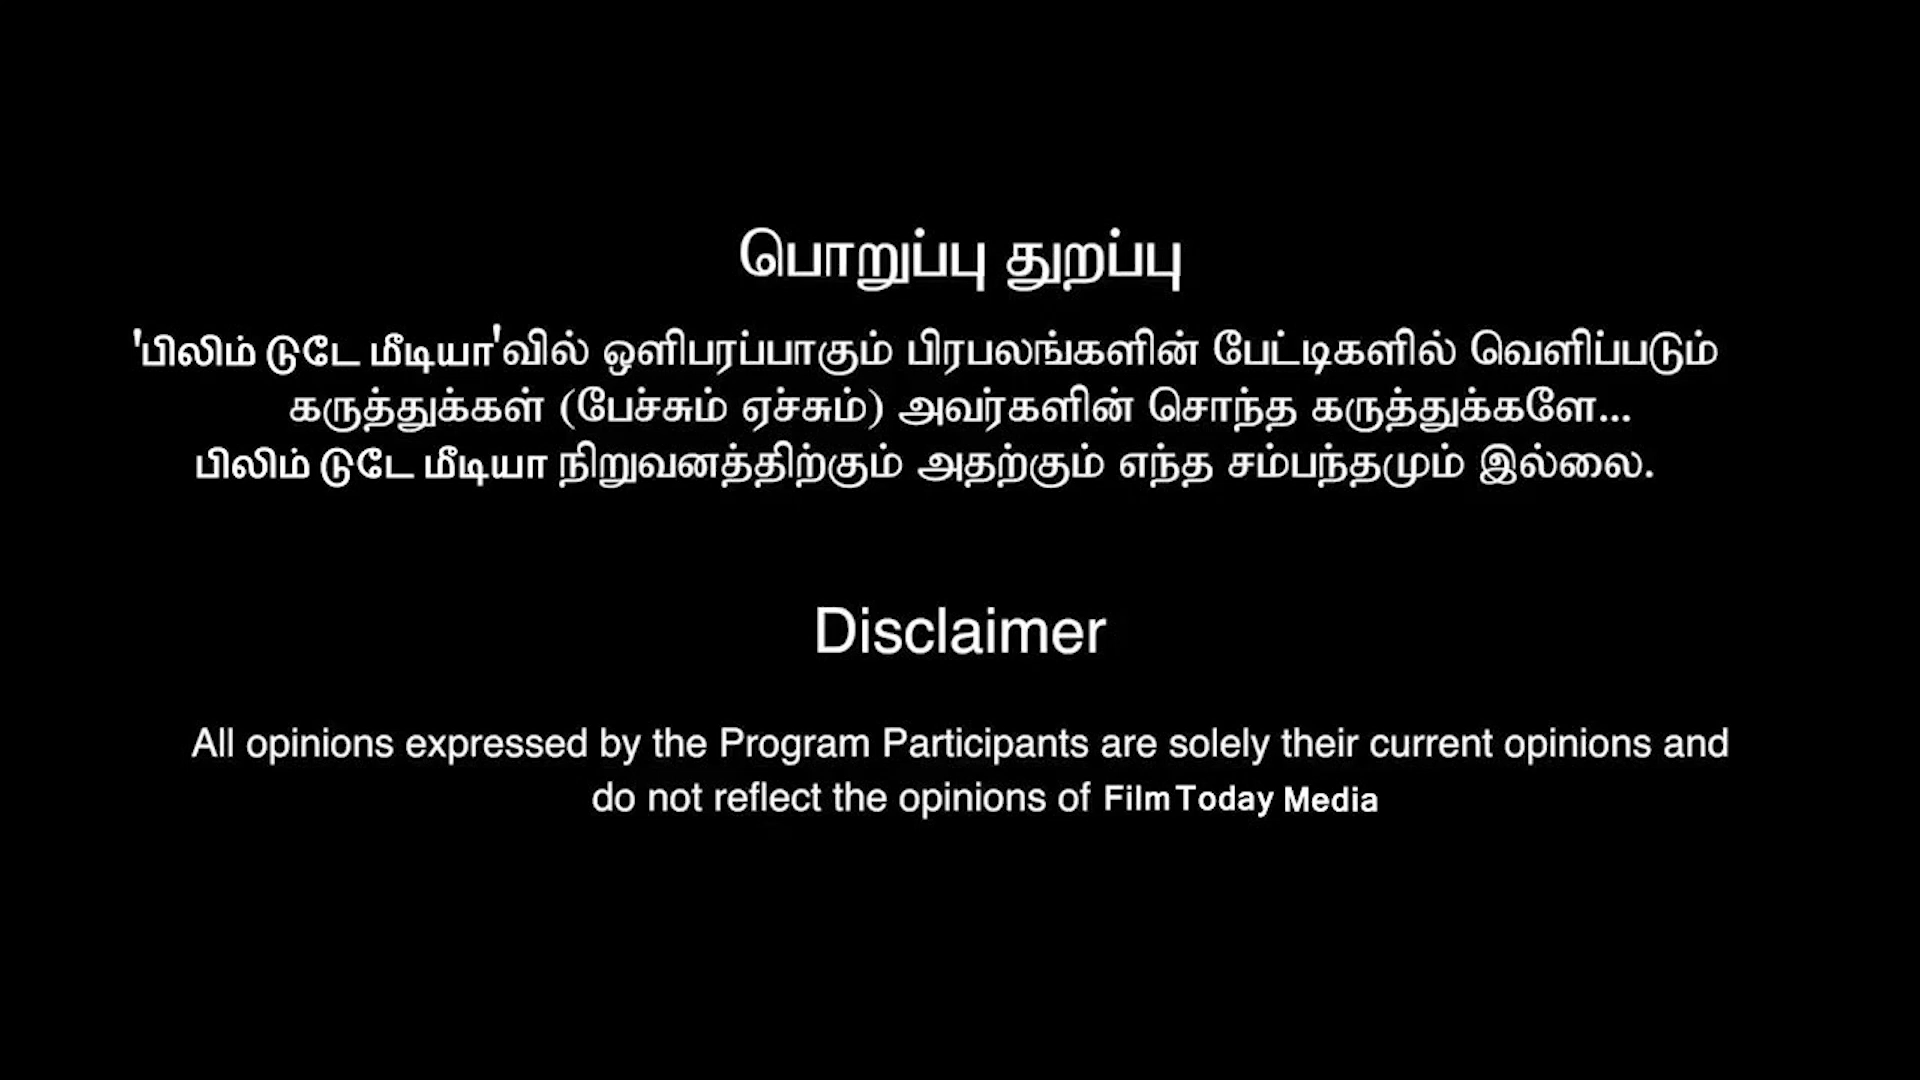 பொறுப்பு துறப்பு
'பிலிம் டுடே மீடியா'வில் ஒளிபரப்பாகும் பிரபலங்களின் பேட்டிகளில் வெளிப்படும்
கருத்துக்கள் (பேச்சும் ஏச்சும்) அவர்களின் சொந்த கருத்துக்களே...
பிலிம் டுடே மீடியா நிறுவனத்திற்கும் அதற்கும் எந்த சம்பந்தமும் இல்லை.
Disclaimer
All opinions expressed by the Program Participants are solely their current opinions and
do not reflect the opinions of Film Today Media